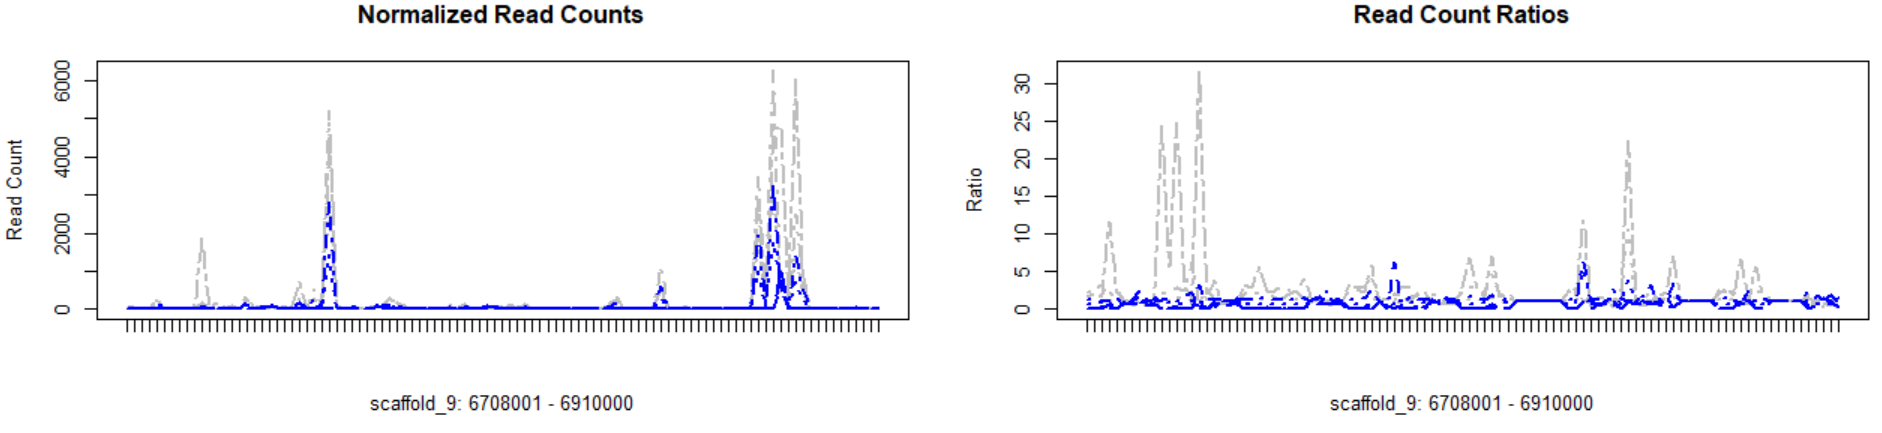 Normalized Read Counts
Read Count
6000
4000
2000
0
scaffold_9: 6708001 - 6910000
Read Count Ratios
Ratio
30
25
20
15
10
5
0
scaffold_9: 6708001 - 6910000